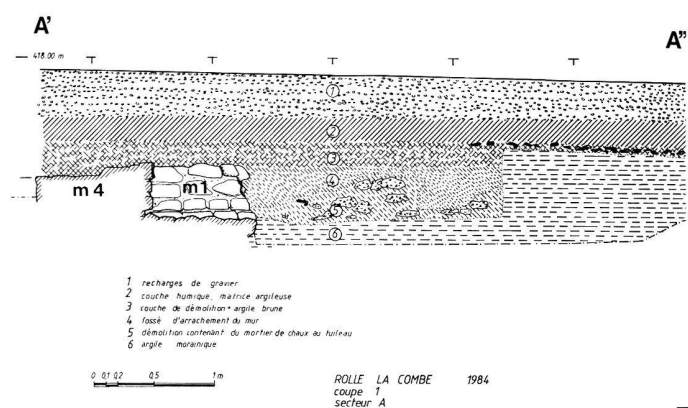 A' A"
418.00 m
1
2
3
4
5
6
m 4 m1
1 recharges de gravier
2 couche humique, matrice argileuse
3 couche de démolition + argile brune
4 fossé d'arrachement du mur
5 démolition contenant du mortier de chaux au tuileau
6 argile morainique
0 0,1 0,2 0,5 1 m
ROLLE LA COMBE 1984
coupe 1
secteur A